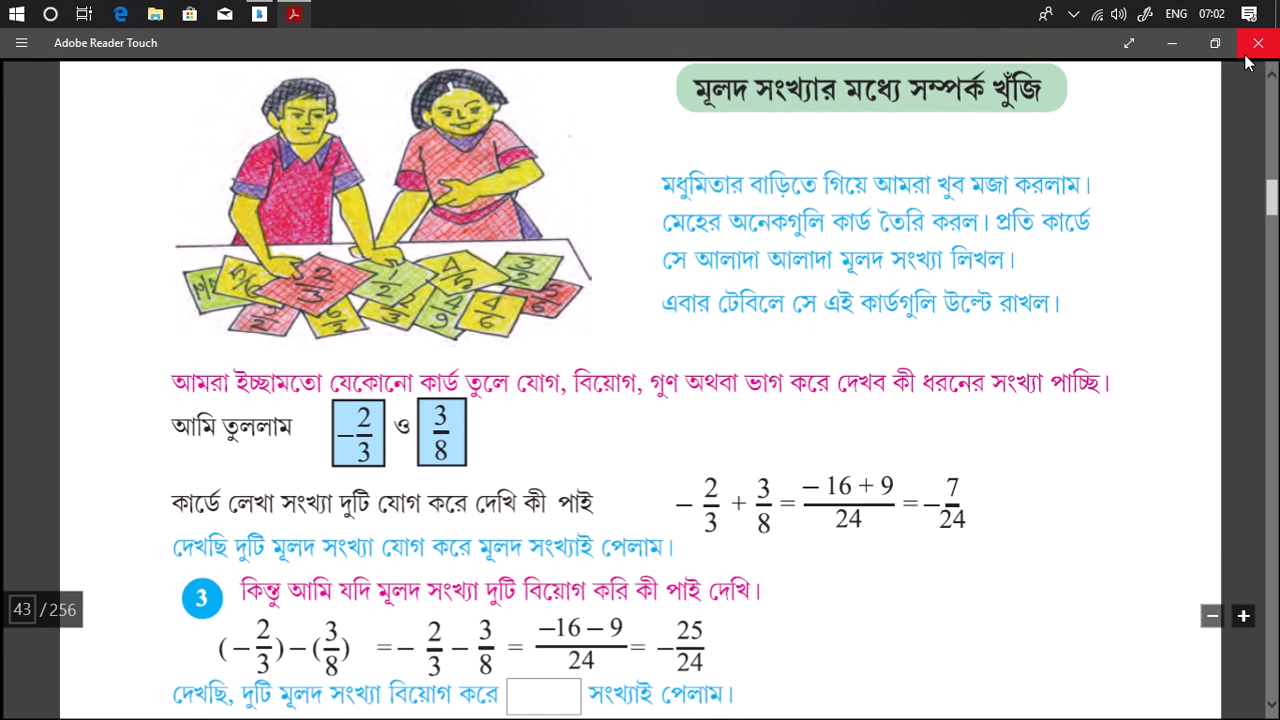 ENG 07:02
Adobe Reader Touch
মূলদ সংখ্যার মধ্যে সম্পর্ক খুঁজি
মধুমিতার বাড়িতে গিয়ে আমরা খুব মজা করলাম।
মেহের অনেকগুলি কার্ড তৈরি করল। প্রতি কার্ডে
সে আলাদা আলাদা মূলদ সংখ্যা লিখল।
এবার টেবিলে সে এই কার্ডগুলি উল্টে রাখল।
আমরা ইচ্ছামতো যেকোনো কার্ড তুলে যোগ, বিয়োগ, গুণ অথবা ভাগ করে দেখব কী ধরনের সংখ্যা পাচ্ছি।
আমি তুললাম -2/3 ও 3/8
কার্ডে লেখা সংখ্যা দুটি যোগ করে দেখি কী পাই - 2/3 + 3/8 = (- 16 + 9)/24 = - 7/24
দেখছি দুটি মূলদ সংখ্যা যোগ করে মূলদ সংখ্যাই পেলাম।
3 কিন্তু আমি যদি মূলদ সংখ্যা দুটি বিয়োগ করি কী পাই দেখি।
43 / 256
(- 2/3) - (3/8) = - 2/3 - 3/8 = (-16 - 9)/24 = - 25/24
দেখছি, দুটি মূলদ সংখ্যা বিয়োগ করে সংখ্যাই পেলাম।